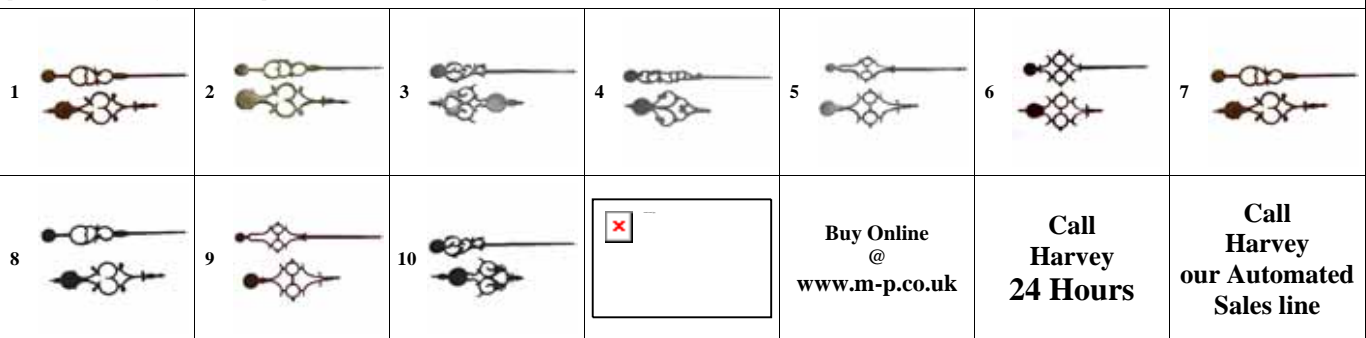 1
2
3
4
5
6
7
8
9
10
Buy Online
@
www.m-p.co.uk
Call
Harvey
24 Hours
Call
Harvey
our Automated
Sales line